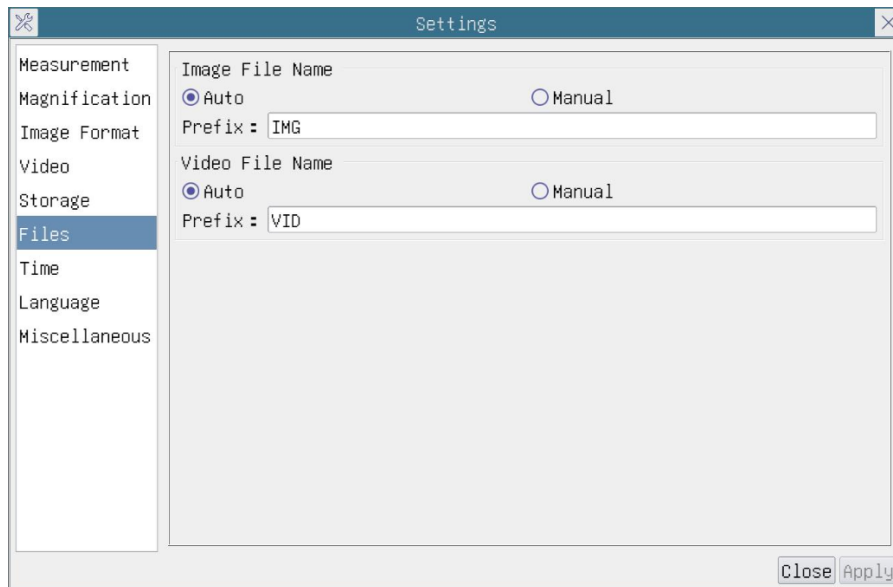 Settings
Measurement
Magnification
Image Format
Video
Storage
Files
Time
Language
Miscellaneous
Image File Name
Auto Manual
Prefix: IMG
Video File Name
Auto Manual
Prefix: VID
Close Apply